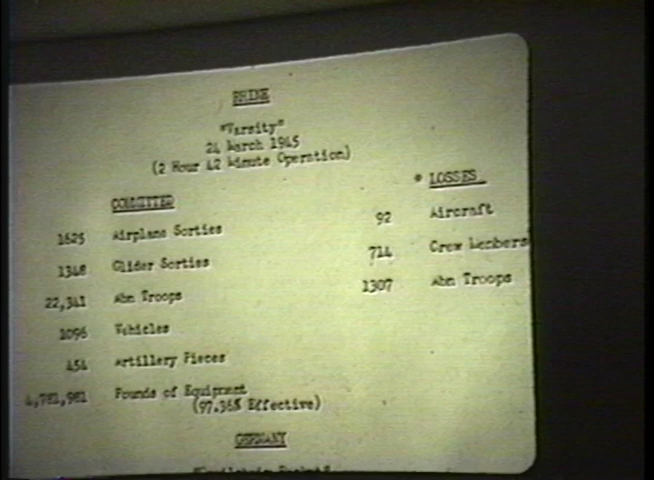 RHINE
"Varsity"
24 March 1945
(2 Hour 42 Minute Operation)
COMMITTED
* LOSSES
1625 Airplane Sorties
92 Aircraft
1348 Glider Sorties
714 Crew Members
22,341 Abn Troops
1307 Abn Troops
1096 Vehicles
454 Artillery Pieces
4,781,981 Pounds of Equipment
(97.36% Effective)
GERMANY